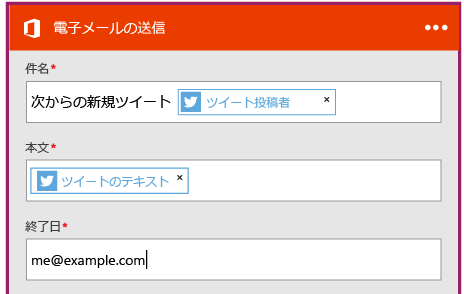 電子メールの送信
件名*
次からの新規ツイート ツイート投稿者 ×
本文*
ツイートのテキスト ×
終了日*
me@example.com